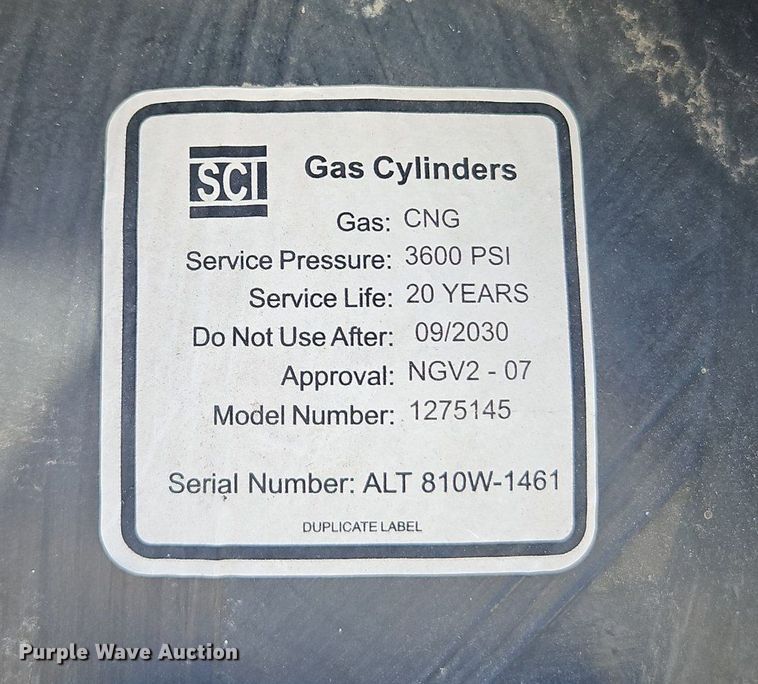 SCI Gas Cylinders
Gas: CNG
Service Pressure: 3600 PSI
Service Life: 20 YEARS
Do Not Use After: 09/2030
Approval: NGV2 - 07
Model Number: 1275145
Serial Number: ALT 810W-1461
DUPLICATE LABEL
Purple Wave Auction